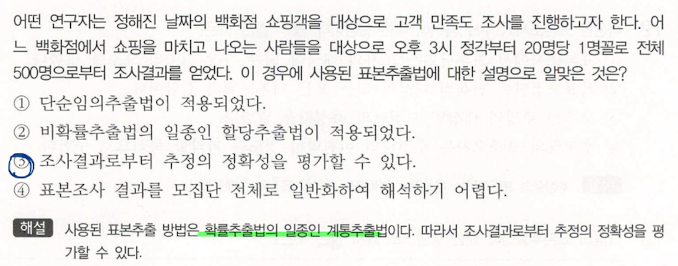 어떤 연구자는 정해진 날짜의 백화점 쇼핑객을 대상으로 고객 만족도 조사를 진행하고자 한다. 어
느 백화점에서 쇼핑을 마치고 나오는 사람들을 대상으로 오후 3시 정각부터 20명당 1명꼴로 전체
500명으로부터 조사결과를 얻었다. 이 경우에 사용된 표본추출법에 대한 설명으로 알맞은 것은?
① 단순임의추출법이 적용되었다.
② 비확률추출법의 일종인 할당추출법이 적용되었다.
③ 조사결과로부터 추정의 정확성을 평가할 수 있다.
④ 표본조사 결과를 모집단 전체로 일반화하여 해석하기 어렵다.
해설 사용된 표본추출 방법은 확률추출법의 일종인 계통추출법이다. 따라서 조사결과로부터 추정의 정확성을 평
가할 수 있다.